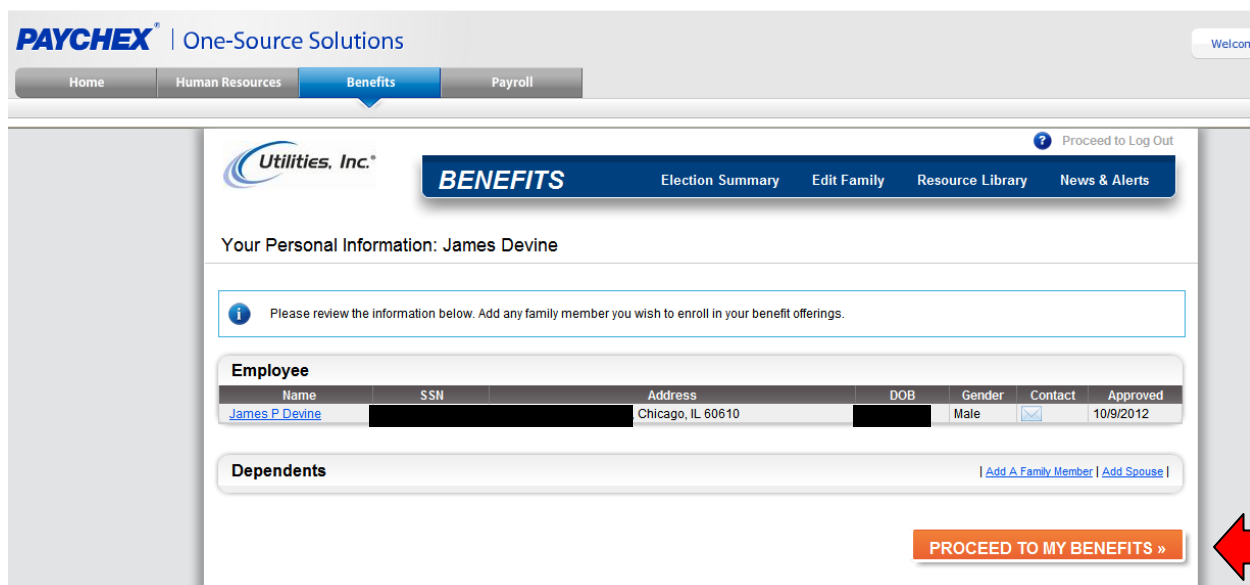 PAYCHEX® | One-Source Solutions
Home Human Resources Benefits Payroll
Proceed to Log Out
Utilities, Inc.®
BENEFITS Election Summary Edit Family Resource Library News & Alerts
Your Personal Information: James Devine
Please review the information below. Add any family member you wish to enroll in your benefit offerings.
Employee
Name SSN Address DOB Gender Contact Approved
James P Devine , Chicago, IL 60610 Male 10/9/2012
Dependents | Add A Family Member | Add Spouse |
PROCEED TO MY BENEFITS »